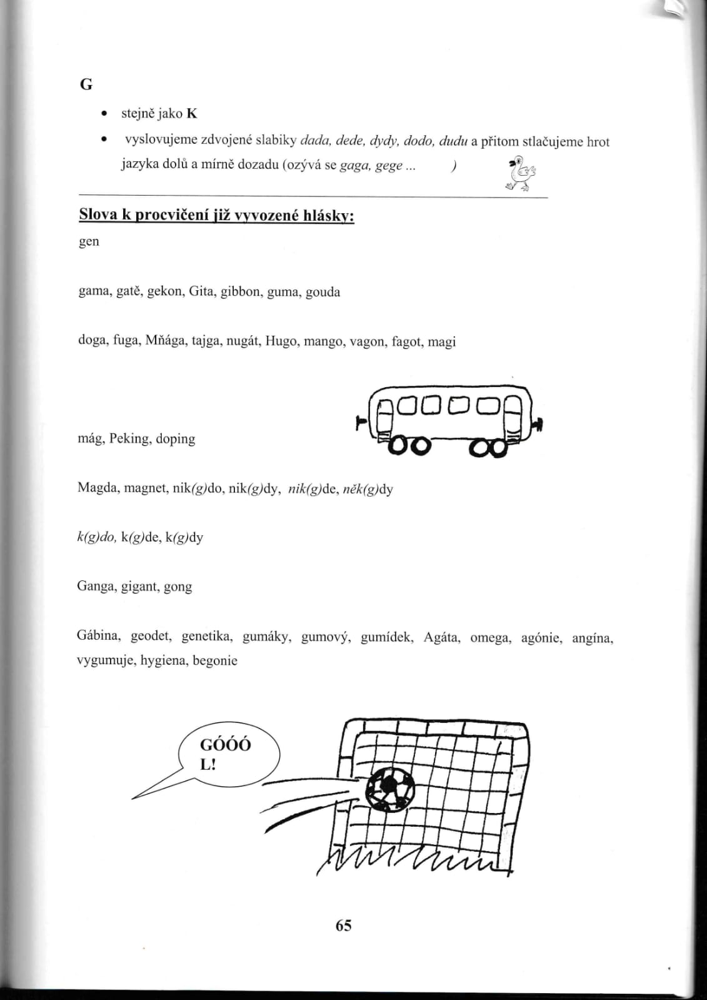 G
• stejně jako K
• vyslovujeme zdvojené slabiky dada, dede, dydy, dodo, dudu a přitom stlačujeme hrot
jazyka dolů a mírně dozadu (ozývá se gaga, gege ... )
Slova k procvičení již vyvozené hlásky:
gen
gama, gatě, gekon, Gita, gibbon, guma, gouda
doga, fuga, Mňága, tajga, nugát, Hugo, mango, vagon, fagot, magi
mág, Peking, doping
Magda, magnet, nik(g)do, nik(g)dy, nik(g)de, něk(g)dy
k(g)do, k(g)de, k(g)dy
Ganga, gigant, gong
Gábina, geodet, genetika, gumáky, gumový, gumídek, Agáta, omega, agónie, angína,
vygumuje, hygiena, begonie
GÓÓÓ
L!
65